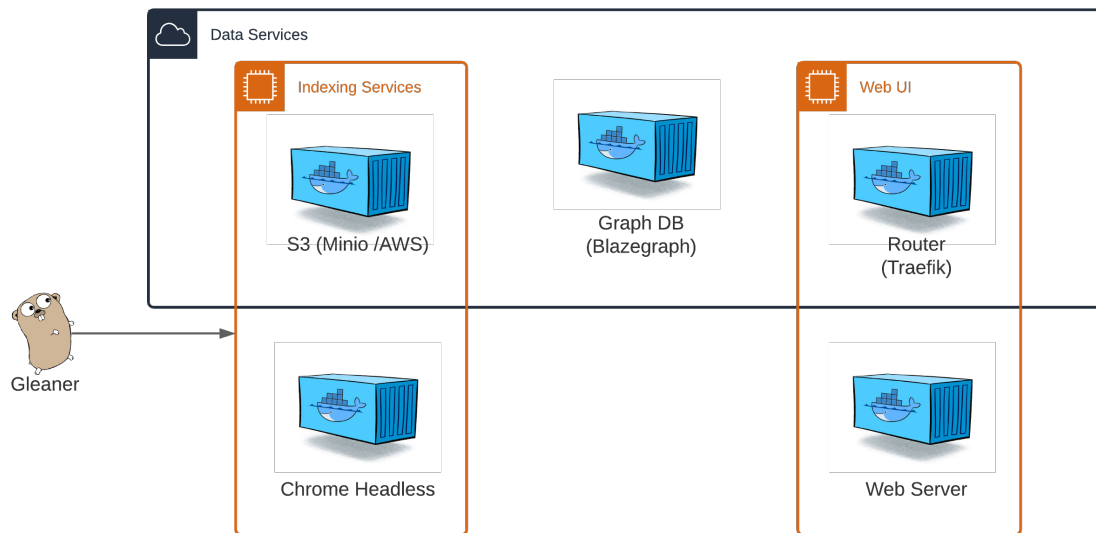 Data Services
Indexing Services
Web UI
S3 (Minio /AWS)
Graph DB
(Blazegraph)
Router
(Traefik)
Gleaner
Chrome Headless
Web Server